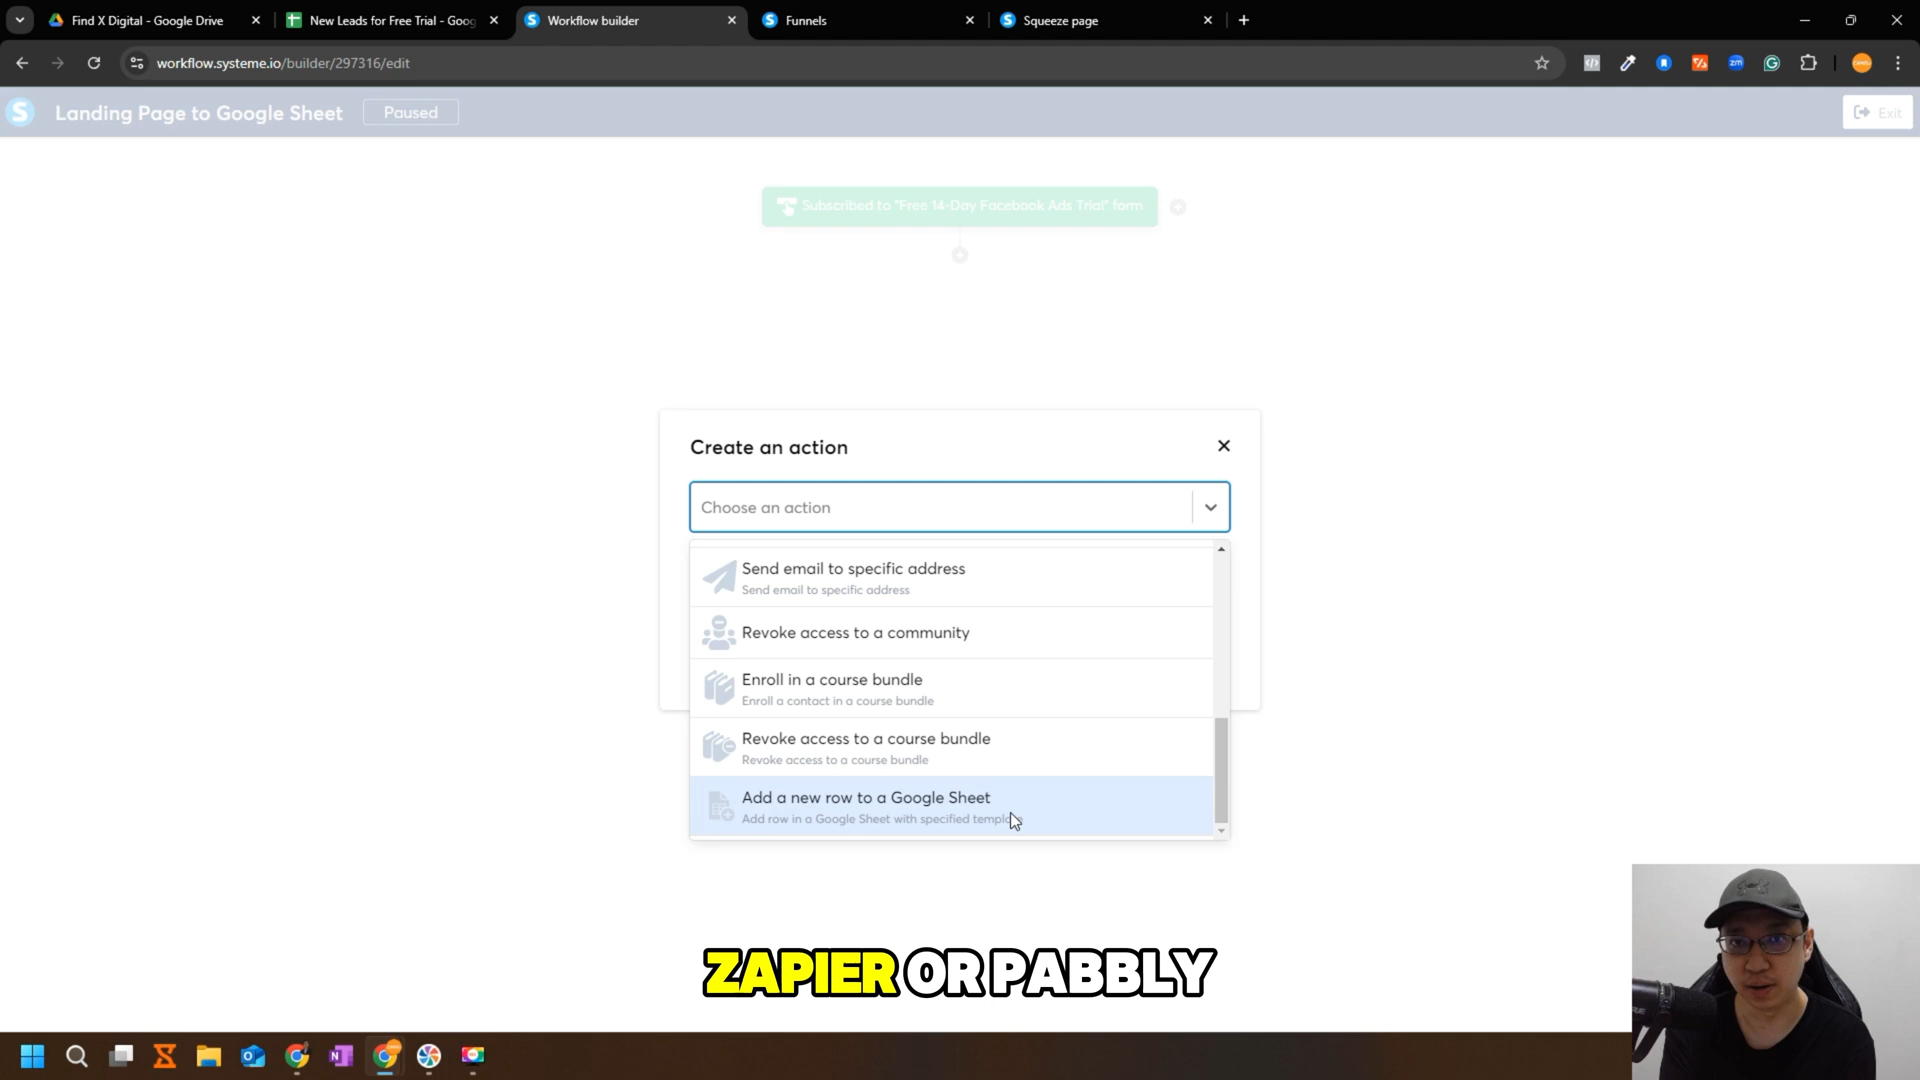 Find X Digital - Google Drive
New Leads for Free Trial - Goog
Workflow builder
Funnels
Squeeze page
workflow.systeme.io/builder/297316/edit
Landing Page to Google Sheet
Paused
Exit
Subscribed to "Free 14-Day Facebook Ads Trial" form
Create an action
Choose an action
Send email to specific address
Send email to specific address
Revoke access to a community
Enroll in a course bundle
Enroll a contact in a course bundle
Revoke access to a course bundle
Revoke access to a course bundle
Add a new row to a Google Sheet
Add row in a Google Sheet with specified template
ZAPIER OR PABBLY